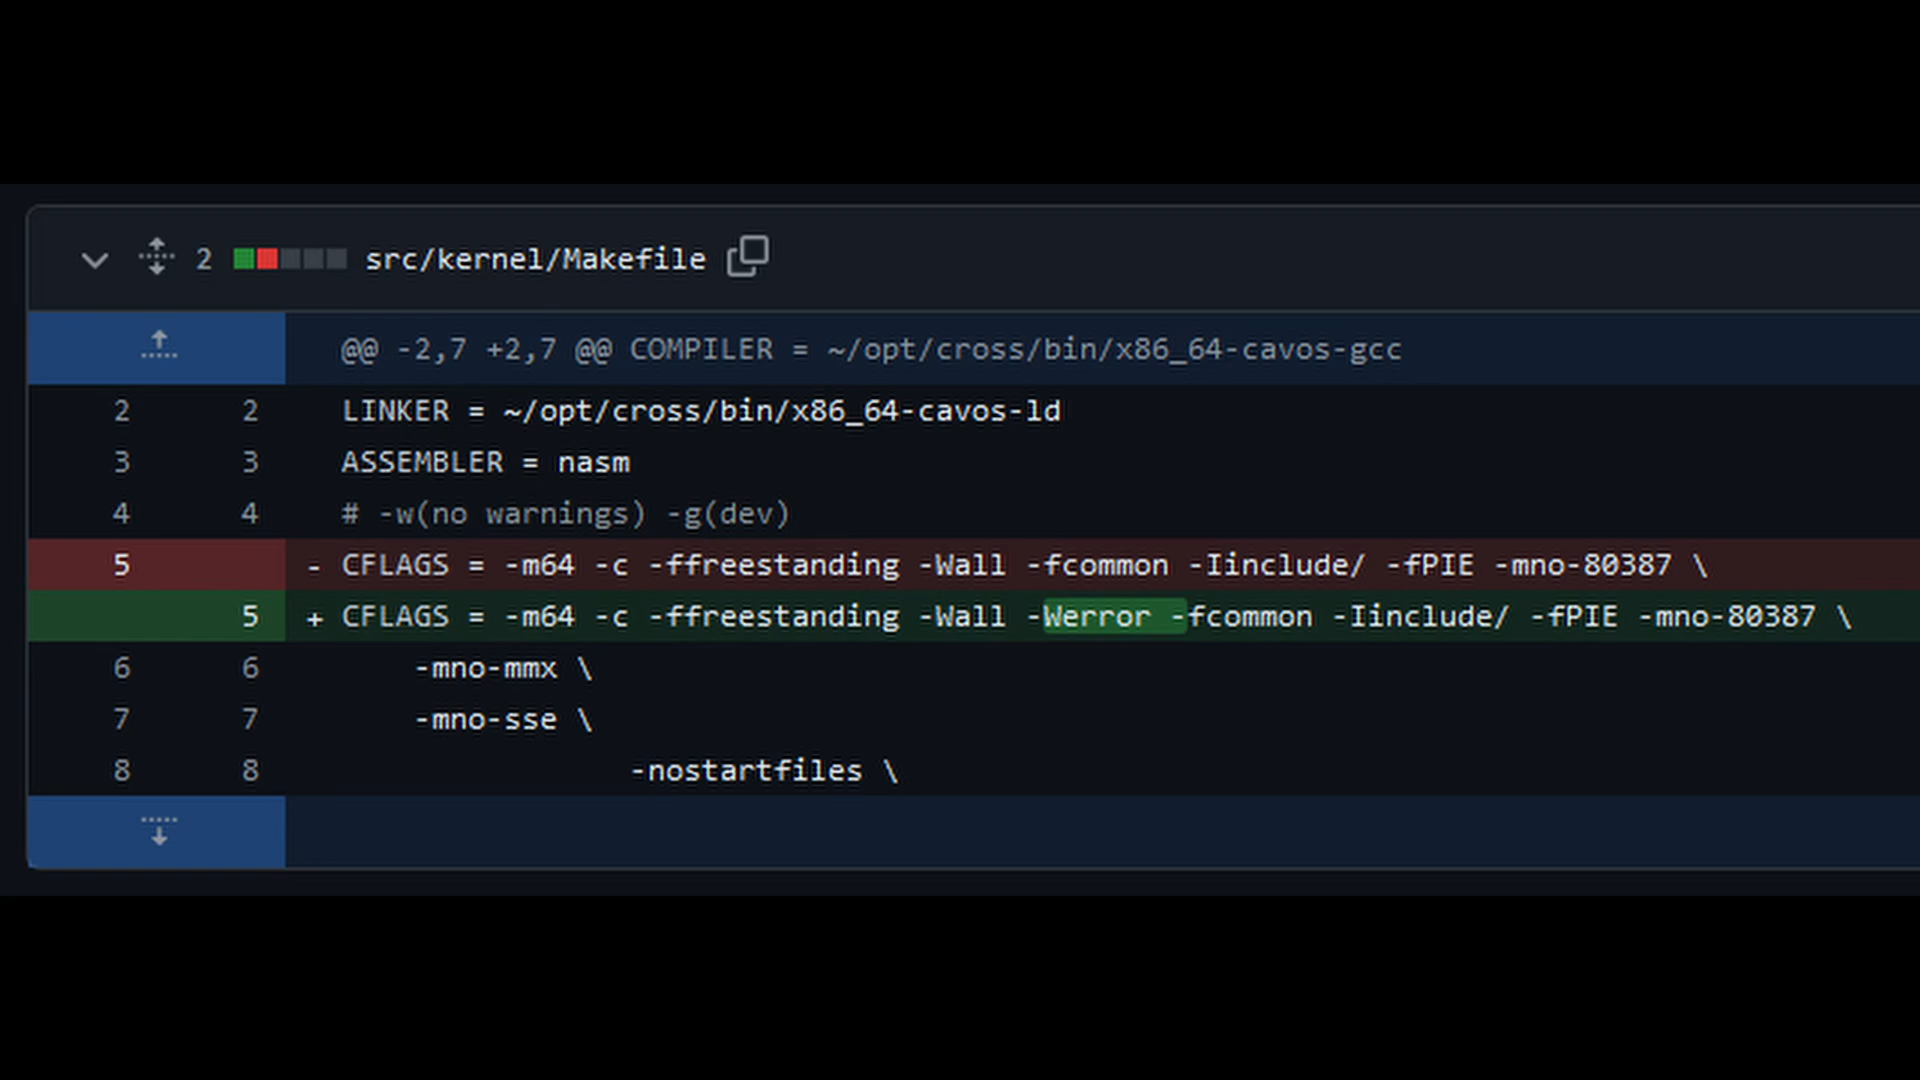 2 src/kernel/Makefile
@@ -2,7 +2,7 @@ COMPILER = ~/opt/cross/bin/x86_64-cavos-gcc
2 2 LINKER = ~/opt/cross/bin/x86_64-cavos-ld
3 3 ASSEMBLER = nasm
4 4 # -w(no warnings) -g(dev)
5 - CFLAGS = -m64 -c -ffreestanding -Wall -fcommon -Iinclude/ -fPIE -mno-80387 \
5 + CFLAGS = -m64 -c -ffreestanding -Wall -Werror -fcommon -Iinclude/ -fPIE -mno-80387 \
6 6 -mno-mmx \
7 7 -mno-sse \
8 8 -nostartfiles \